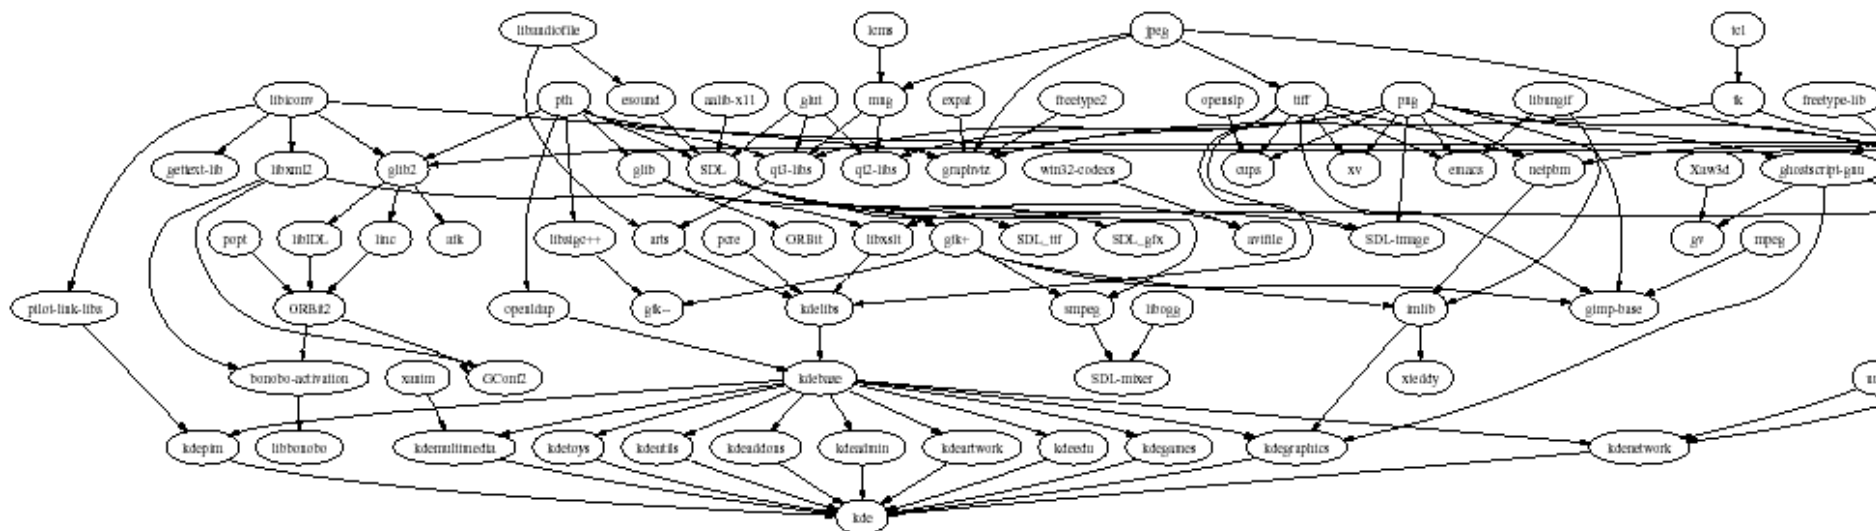 libaudiofile
lcms
jpeg
tcl
libiconv
pth
esound
aalib-x11
glut
mng
expat
freetype2
openslp
tiff
png
libungif
tk
freetype-lib
gettext-lib
libxml2
glib2
glib
SDL
qt3-libs
qt2-libs
graphviz
win32-codecs
cups
xv
emacs
netpbm
Xaw3d
ghostscript-gnu
popt
libIDL
linc
atk
libsigc++
arts
pcre
ORBit
libxslt
gtk+
SDL_ttf
SDL_gfx
avifile
SDL-image
gv
mpeg
pilot-link-libs
ORBit2
openldap
gtk--
kdelibs
smpeg
libogg
imlib
gimp-base
bonobo-activation
xanim
GConf2
kdebase
SDL-mixer
xteddy
kdepim
libbonobo
kdemultimedia
kdetoys
kdeutils
kdeaddons
kdeadmin
kdeartwork
kdeedu
kdegames
kdegraphics
kdenetwork
kde